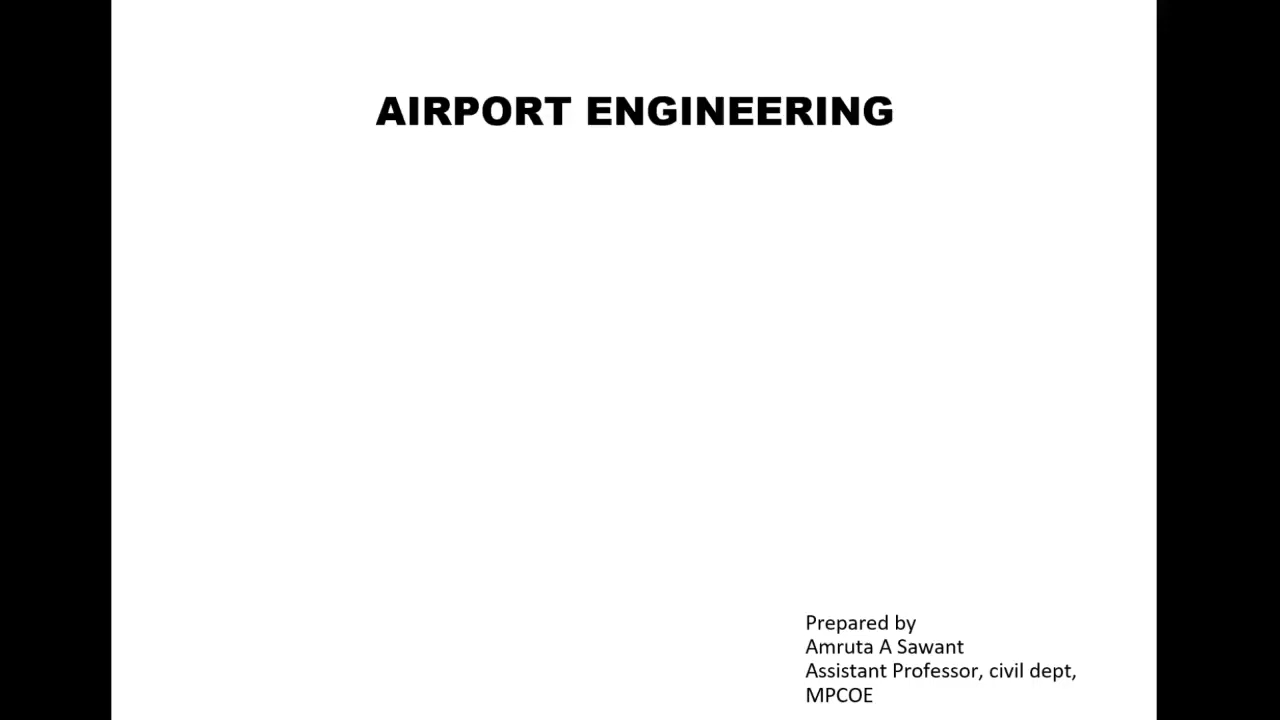 AIRPORT ENGINEERING
Prepared by
Amruta A Sawant
Assistant Professor, civil dept,
MPCOE